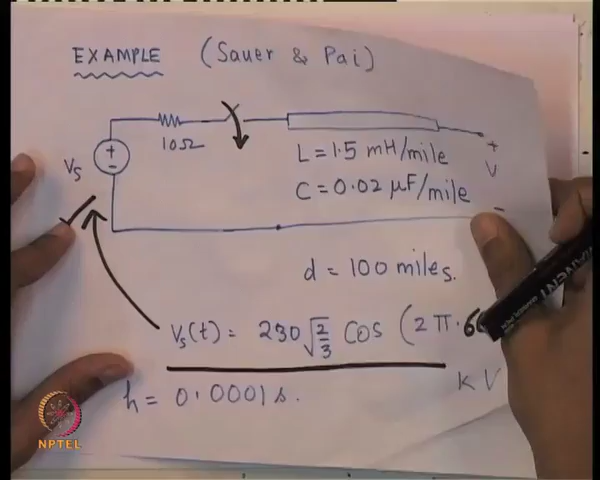 EXAMPLE (Sauer & Pai)
10Ω
Vs
+
-
L = 1.5 mH/mile
C = 0.02 μF/mile
+
V
-
d = 100 miles.
Vs(t) = 230 √2/3 cos (2π·6
KV
h = 0.0001 s.
NPTEL